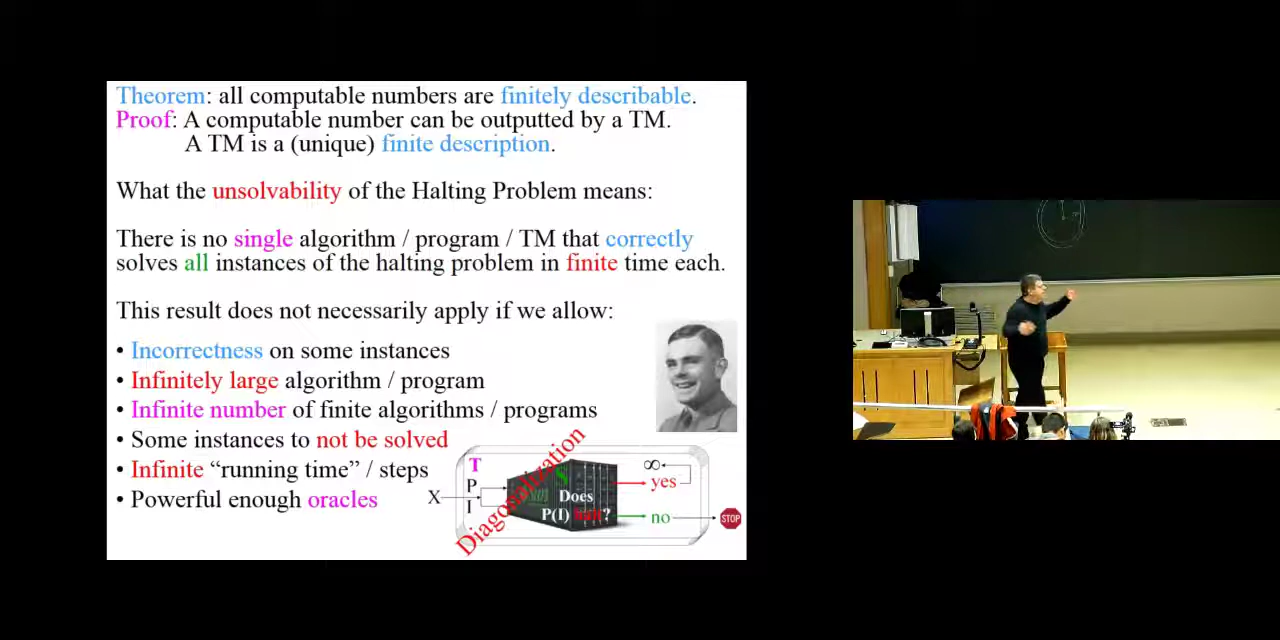 Theorem: all computable numbers are finitely describable.
Proof: A computable number can be outputted by a TM.
A TM is a (unique) finite description.
What the unsolvability of the Halting Problem means:
There is no single algorithm / program / TM that correctly
solves all instances of the halting problem in finite time each.
This result does not necessarily apply if we allow:
• Incorrectness on some instances
• Infinitely large algorithm / program
• Infinite number of finite algorithms / programs
• Some instances to not be solved
• Infinite “running time” / steps
• Powerful enough oracles
Diagonalization
T
P
X
I
S
Does
P(I) halt?
∞
yes
no
STOP